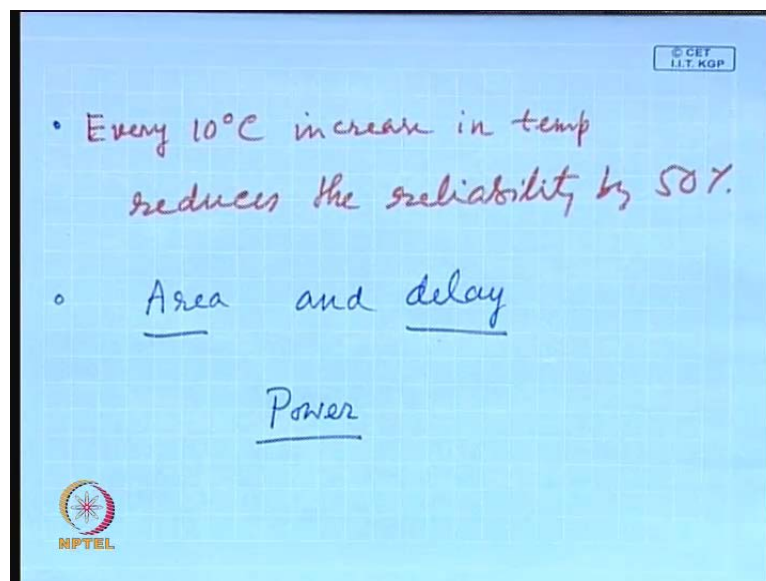 © CET
I.I.T. KGP
• Every 10°C increase in temp
reduces the reliability by 50%.
• Area and delay
Power
NPTEL